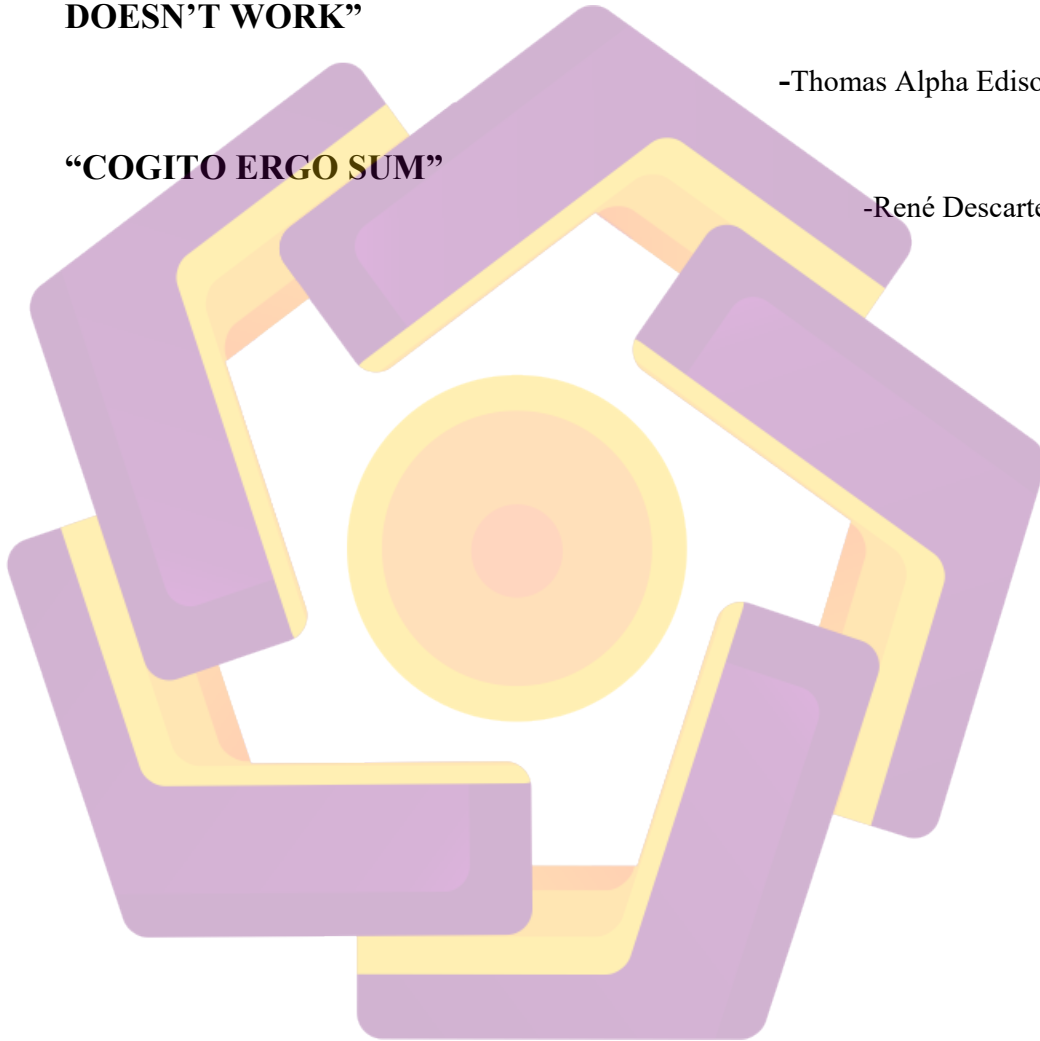 DOESN’T WORK”
-Thomas Alpha Ediso
“COGITO ERGO SUM”
-René Descarte